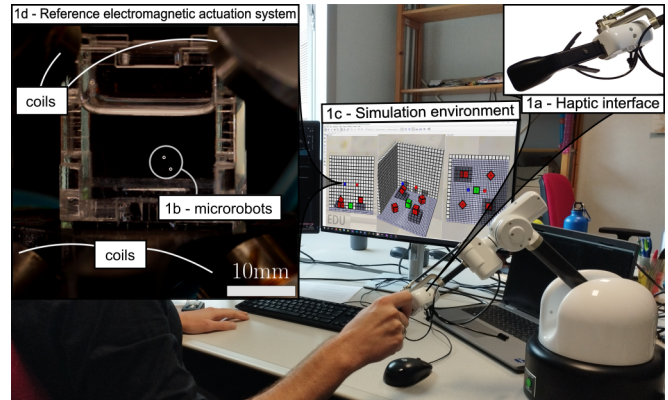 1d - Reference electromagnetic actuation system
coils
1b - microrobots
coils
10mm
1c - Simulation environment
EDU
1a - Haptic interface